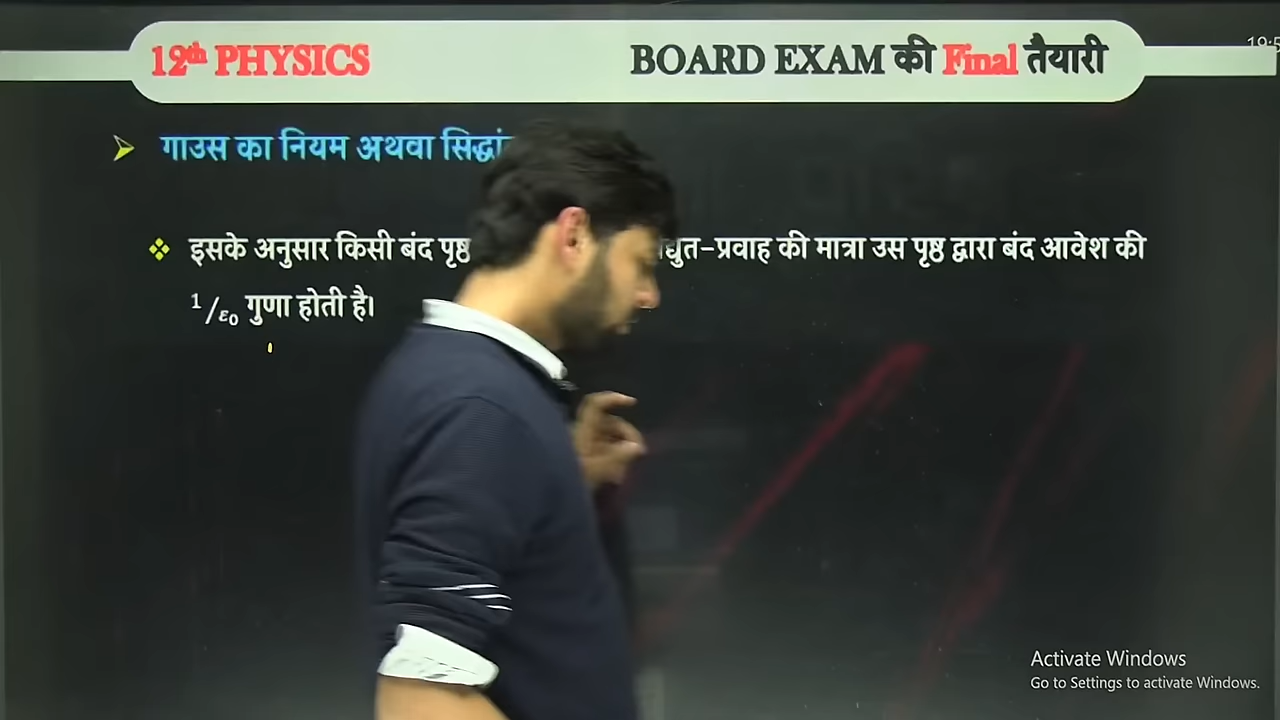 12th PHYSICS BOARD EXAM की Final तैयारी
गाउस का नियम अथवा
इसके अनुसार किसी बंद पृष्ठ की मात्रा उस पृष्ठ द्वारा बंद आवेश की
1/ε0 गुणा होती है।
Activate Windows
Go to Settings to activate Windows.